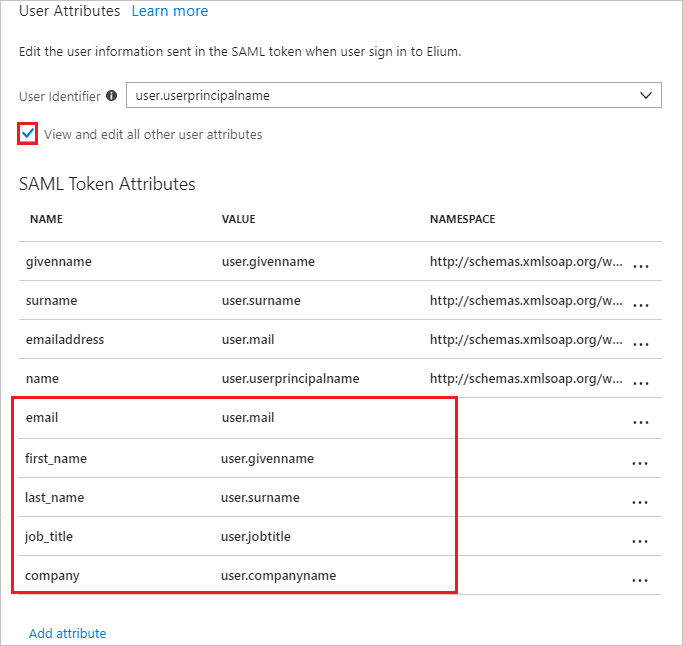 User Attributes Learn more
Edit the user information sent in the SAML token when user sign in to Elium.
User Identifier user.userprincipalname
View and edit all other user attributes
SAML Token Attributes
NAME VALUE NAMESPACE
givenname user.givenname http://schemas.xmlsoap.org/w... ...
surname user.surname http://schemas.xmlsoap.org/w... ...
emailaddress user.mail http://schemas.xmlsoap.org/w... ...
name user.userprincipalname http://schemas.xmlsoap.org/w... ...
email user.mail ...
first_name user.givenname ...
last_name user.surname ...
job_title user.jobtitle ...
company user.companyname ...
Add attribute